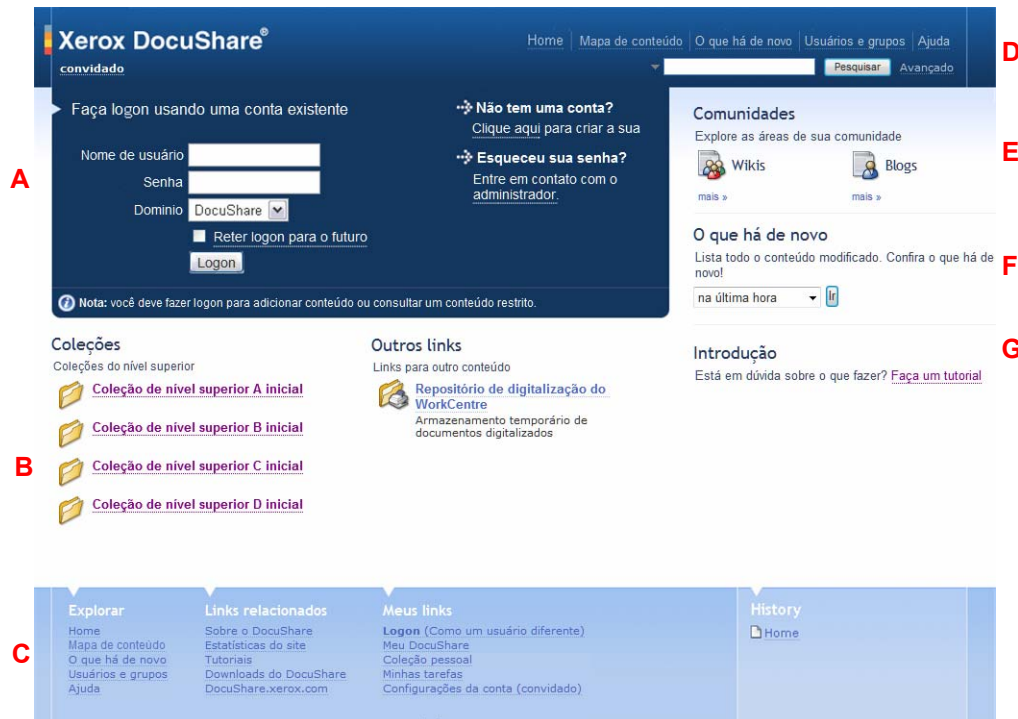 Xerox DocuShare®
convidado
Home Mapa de conteúdo O que há de novo Usuários e grupos Ajuda
Pesquisar Avançado
D
A
Faça logon usando uma conta existente
Nome de usuário
Senha
Dominio DocuShare
Reter logon para o futuro
Logon
Não tem uma conta?
Clique aqui para criar a sua
Esqueceu sua senha?
Entre em contato com o
administrador.
Nota: você deve fazer logon para adicionar conteúdo ou consultar um conteúdo restrito.
Comunidades
Explore as áreas de sua comunidade
Wikis
mais »
Blogs
mais »
E
O que há de novo
Lista todo o conteúdo modificado. Confira o que há de
novo!
na última hora Ir
F
Introdução
Está em dúvida sobre o que fazer? Faça um tutorial
G
Coleções
Coleções do nível superior
Coleção de nível superior A inicial
Coleção de nível superior B inicial
Coleção de nível superior C inicial
Coleção de nível superior D inicial
B
Outros links
Links para outro conteúdo
Repositório de digitalização do
WorkCentre
Armazenamento temporário de
documentos digitalizados
C
Explorar
Home
Mapa de conteúdo
O que há de novo
Usuários e grupos
Ajuda
Links relacionados
Sobre o DocuShare
Estatísticas do site
Tutoriais
Downloads do DocuShare
DocuShare.xerox.com
Meus links
Logon (Como um usuário diferente)
Meu DocuShare
Coleção pessoal
Minhas tarefas
Configurações da conta (convidado)
History
Home